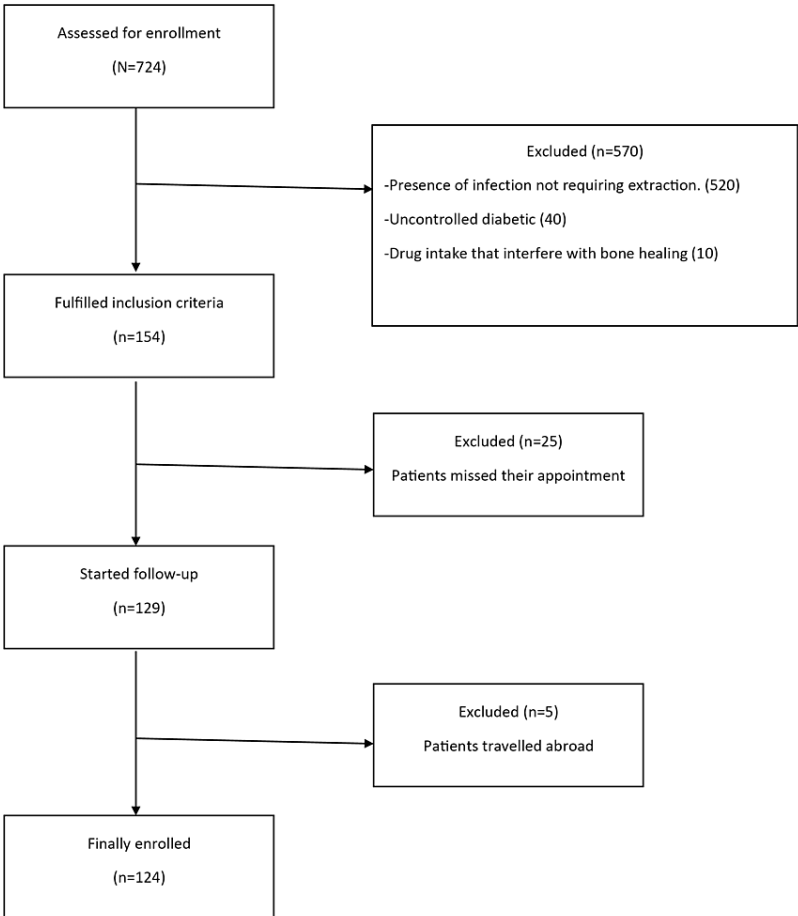 Assessed for enrollment
(N=724)
Excluded (n=570)
-Presence of infection not requiring extraction. (520)
-Uncontrolled diabetic (40)
-Drug intake that interfere with bone healing (10)
Fulfilled inclusion criteria
(n=154)
Excluded (n=25)
Patients missed their appointment
Started follow-up
(n=129)
Excluded (n=5)
Patients travelled abroad
Finally enrolled
(n=124)